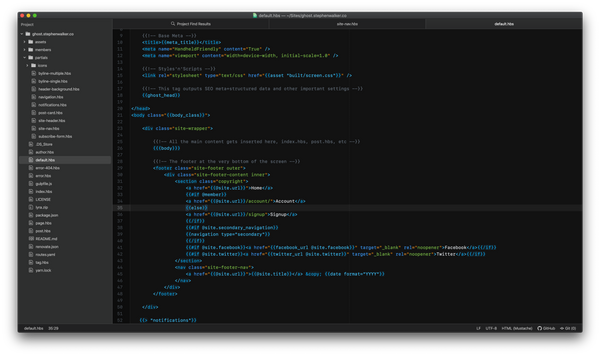 default.hbs — ~/Sites/ghost.stephenwalker.co
Project
Project Find Results
site-nav.hbs
default.hbs
ghost.stephenwalker.co
assets
members
partials
icons
byline-multiple.hbs
byline-single.hbs
header-background.hbs
navigation.hbs
notifications.hbs
post-card.hbs
site-header.hbs
site-nav.hbs
subscribe-form.hbs
.DS_Store
author.hbs
default.hbs
error-404.hbs
error.hbs
gulpfile.js
index.hbs
LICENSE
lyra.zip
package.json
page.hbs
post.hbs
README.md
renovate.json
routes.yaml
tag.hbs
yarn.lock
{{!-- Base Meta --}}
<title>{{meta_title}}</title>
<meta name="HandheldFriendly" content="True" />
<meta name="viewport" content="width=device-width, initial-scale=1.0" />
{{!-- Styles'n'Scripts --}}
<link rel="stylesheet" type="text/css" href="{{asset "built/screen.css"}}" />
{{!-- This tag outputs SEO meta+structured data and other important settings --}}
{{ghost_head}}
</head>
<body class="{{body_class}}">
<div class="site-wrapper">
{{!-- All the main content gets inserted here, index.hbs, post.hbs, etc --}}
{{{body}}}
{{!-- The footer at the very bottom of the screen --}}
<footer class="site-footer outer">
<div class="site-footer-content inner">
<section class="copyright">
<a href="{{@site.url}}">Home</a>
{{#if @member}}
<a href="{{@site.url}}/account/">Account</a>
{{else}}
<a href="{{@site.url}}/signup">Signup</a>
{{/if}}
{{#if @site.secondary_navigation}}
{{navigation type="secondary"}}
{{/if}}
{{#if @site.facebook}}<a href="{{facebook_url @site.facebook}}" target="_blank" rel="noopener">Facebook</a>{{/if}}
{{#if @site.twitter}}<a href="{{twitter_url @site.twitter}}" target="_blank" rel="noopener">Twitter</a>{{/if}}
</section>
<nav class="site-footer-nav">
<a href="{{@site.url}}">{{@site.title}}</a> &copy; {{date format="YYYY"}}
</nav>
</div>
</footer>
</div>
{{> "notifications"}}
default.hbs 35:29
LF UTF-8 HTML (Mustache) GitHub Git (0)